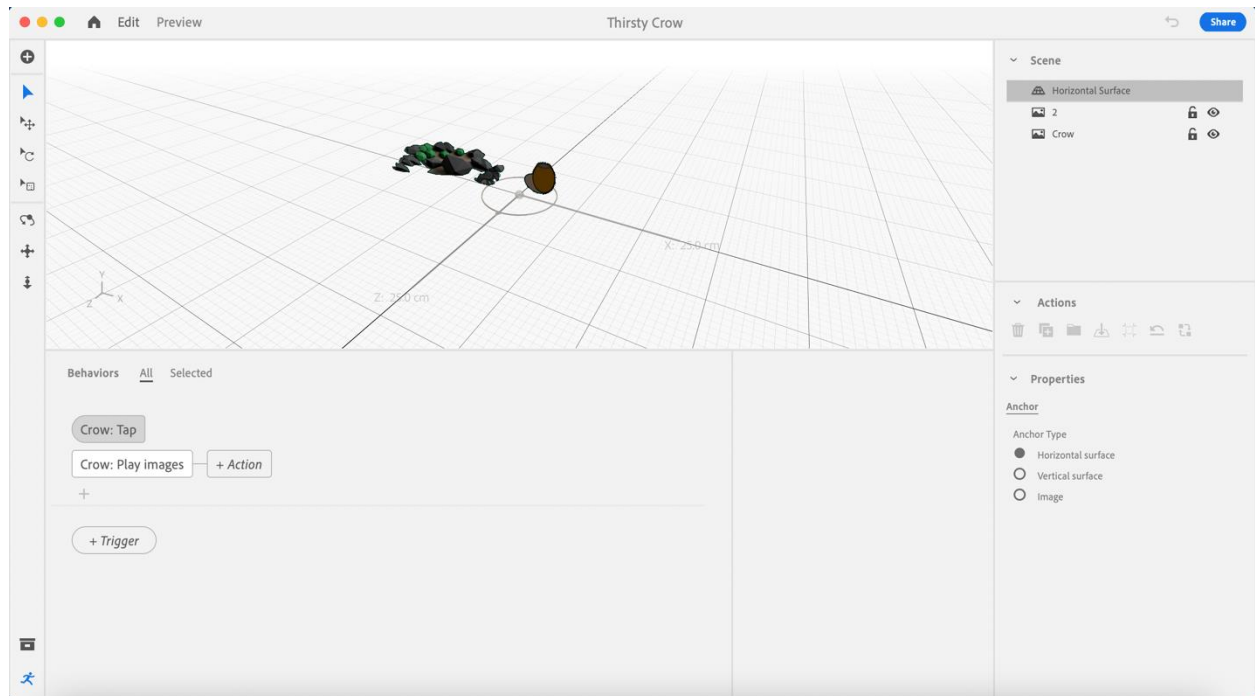 Edit Preview Thirsty Crow Share
Scene
Horizontal Surface
2
Crow
X: 25.0 cm
Z: 25.0 cm
Y
Z X
Actions
Behaviors All Selected
Properties
Anchor
Crow: Tap
Anchor Type
Horizontal surface
Crow: Play images + Action
Vertical surface
+
Image
+ Trigger